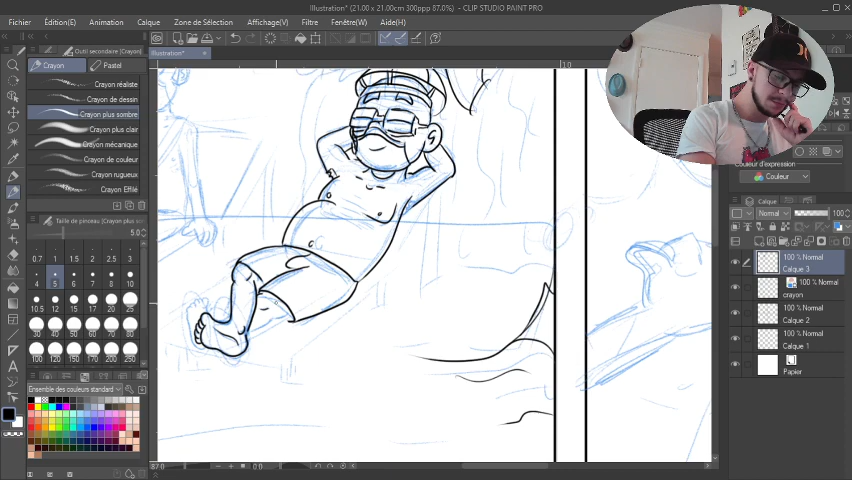 Illustration* (21.00 x 21.00cm 300ppp 87.0%) - CLIP STUDIO PAINT PRO
Fichier Édition(E) Animation Calque Zone de Sélection Affichage(V) Filtre Fenêtre(W) Aide(H)
Outil secondaire [Crayon]
Illustration*
Crayon Pastel
10
Crayon réaliste
Crayon de dessin
Crayon plus sombre
Crayon plus clair
Crayon mécanique
Crayon de couleur
Crayon rugueux
Crayon Effilé
Couleur d'expression
Couleur
Calque
Normal 100
Taille de pinceau [Crayon plus som
5.0
0.7 1 1.5 2 2.5 3
4 5 6 7 8 10
10.5 12 15 17 20 25
30 40 50 60 70 80
100 120 150 170 200 250
100 % Normal
Calque 3
100 % Normal
crayon
100 % Normal
Calque 2
100 % Normal
Calque 1
Papier
Ensemble des couleurs standard
87.0
0.0